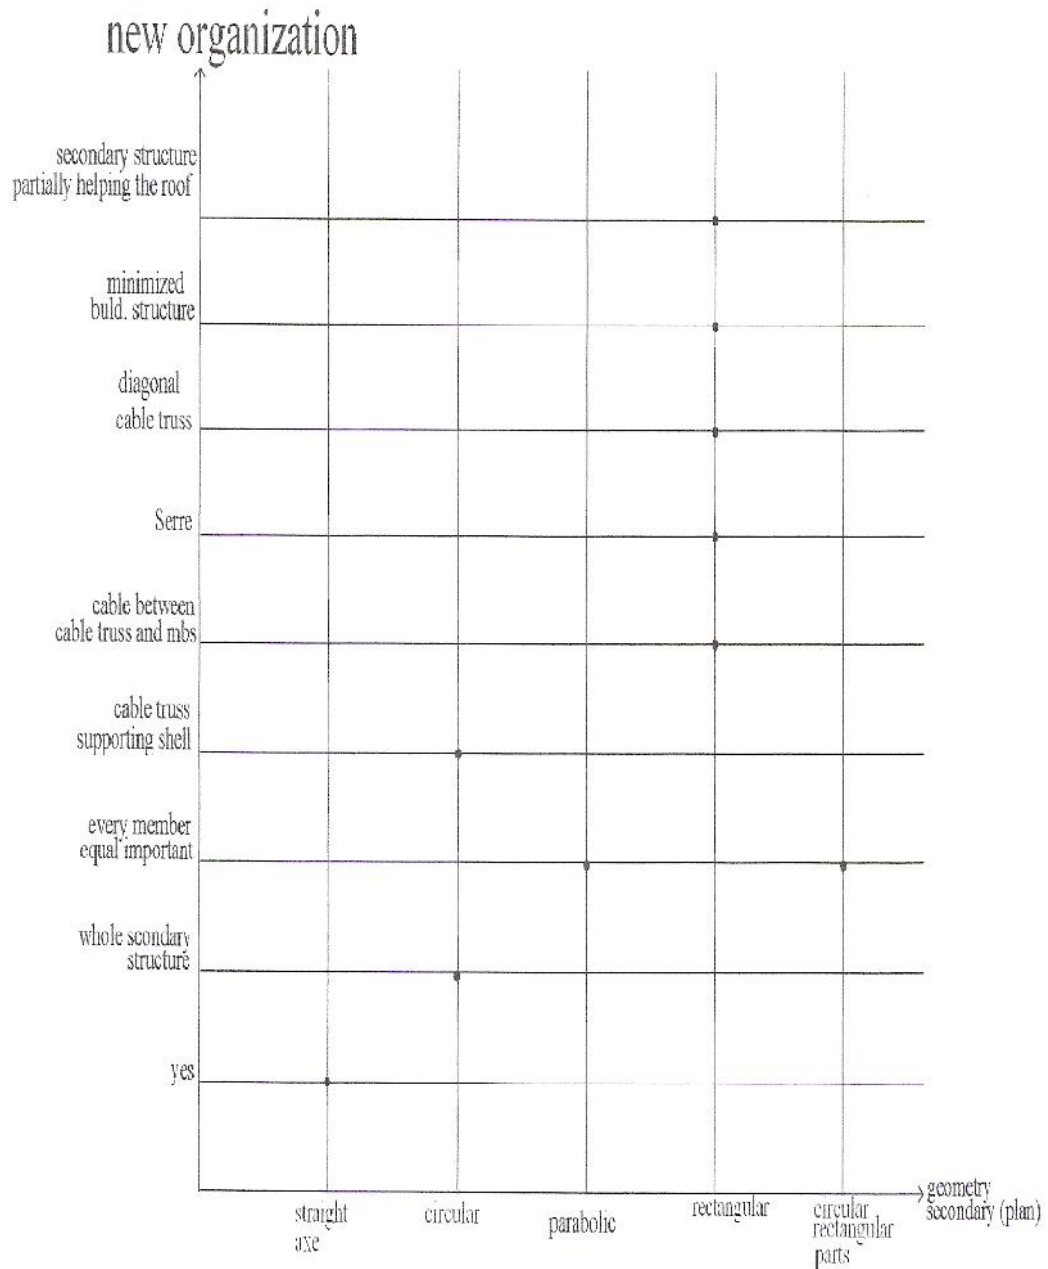 new organization
secondary structure
partially helping the roof
minimized
buld. structure
diagonal
cable truss
Serre
cable between
cable truss and mbs
cable truss
supporting shell
every member
equal important
whole scondary
structure
yes
straight
axe
circular
parabolic
rectangular
circular
rectangular
parts
geometry
secondary (plan)